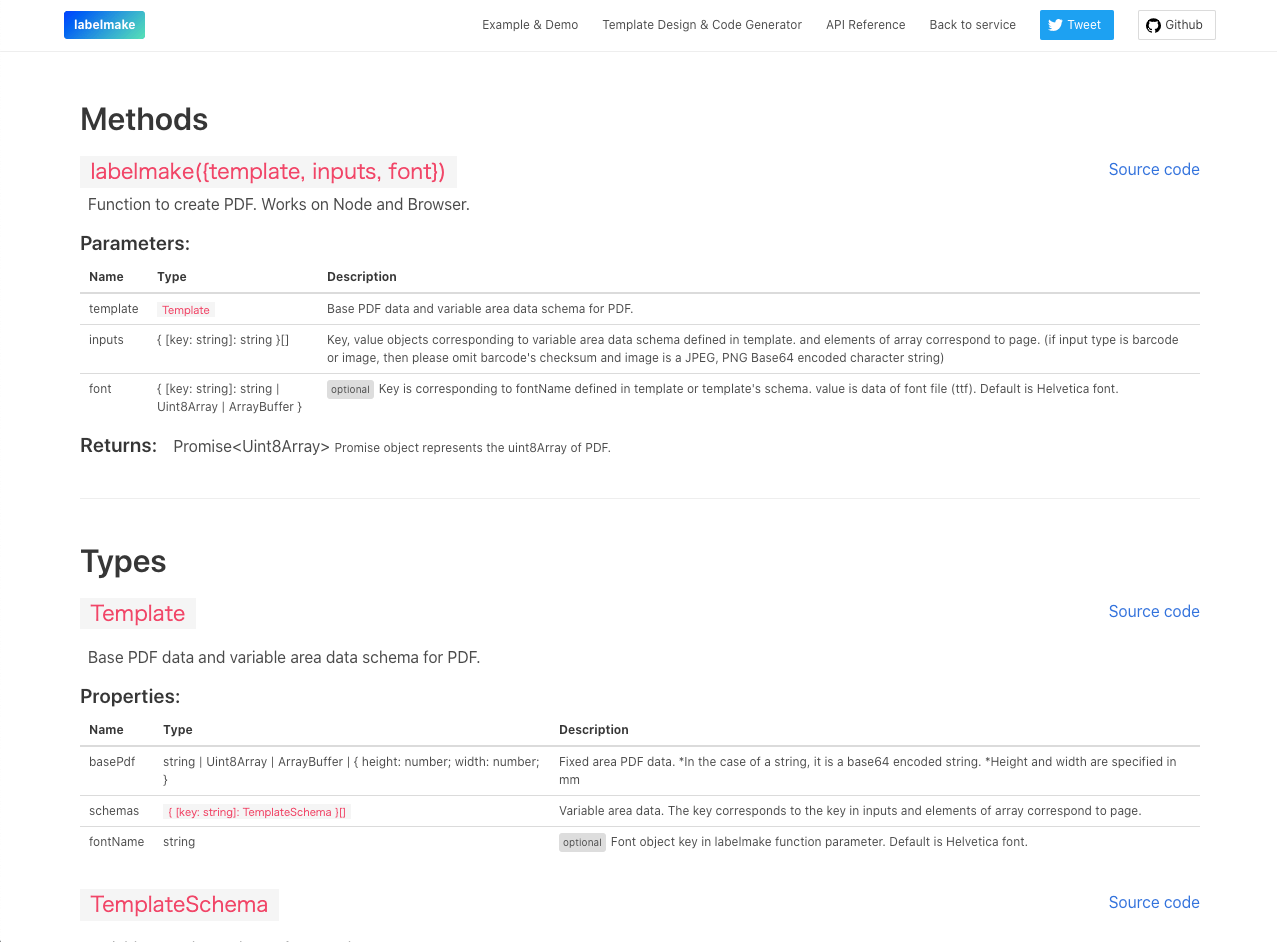 labelmake
Example & Demo
Template Design & Code Generator
API Reference
Back to service
Tweet
Github
Methods
labelmake({template, inputs, font})
Source code
Function to create PDF. Works on Node and Browser.
Parameters:
Name Type Description
template Template Base PDF data and variable area data schema for PDF.
inputs { [key: string]: string }[] Key, value objects corresponding to variable area data schema defined in template. and elements of array correspond to page. (if input type is barcode
or image, then please omit barcode's checksum and image is a JPEG, PNG Base64 encoded character string)
font { [key: string]: string | optional Key is corresponding to fontName defined in template or template's schema. value is data of font file (ttf). Default is Helvetica font.
Uint8Array | ArrayBuffer }
Returns: Promise<Uint8Array> Promise object represents the uint8Array of PDF.
Types
Template
Source code
Base PDF data and variable area data schema for PDF.
Properties:
Name Type Description
basePdf string | Uint8Array | ArrayBuffer | { height: number; width: number; Fixed area PDF data. *In the case of a string, it is a base64 encoded string. *Height and width are specified in
} mm
schemas { [key: string]: TemplateSchema }[] Variable area data. The key corresponds to the key in inputs and elements of array correspond to page.
fontName string optional Font object key in labelmake function parameter. Default is Helvetica font.
TemplateSchema
Source code